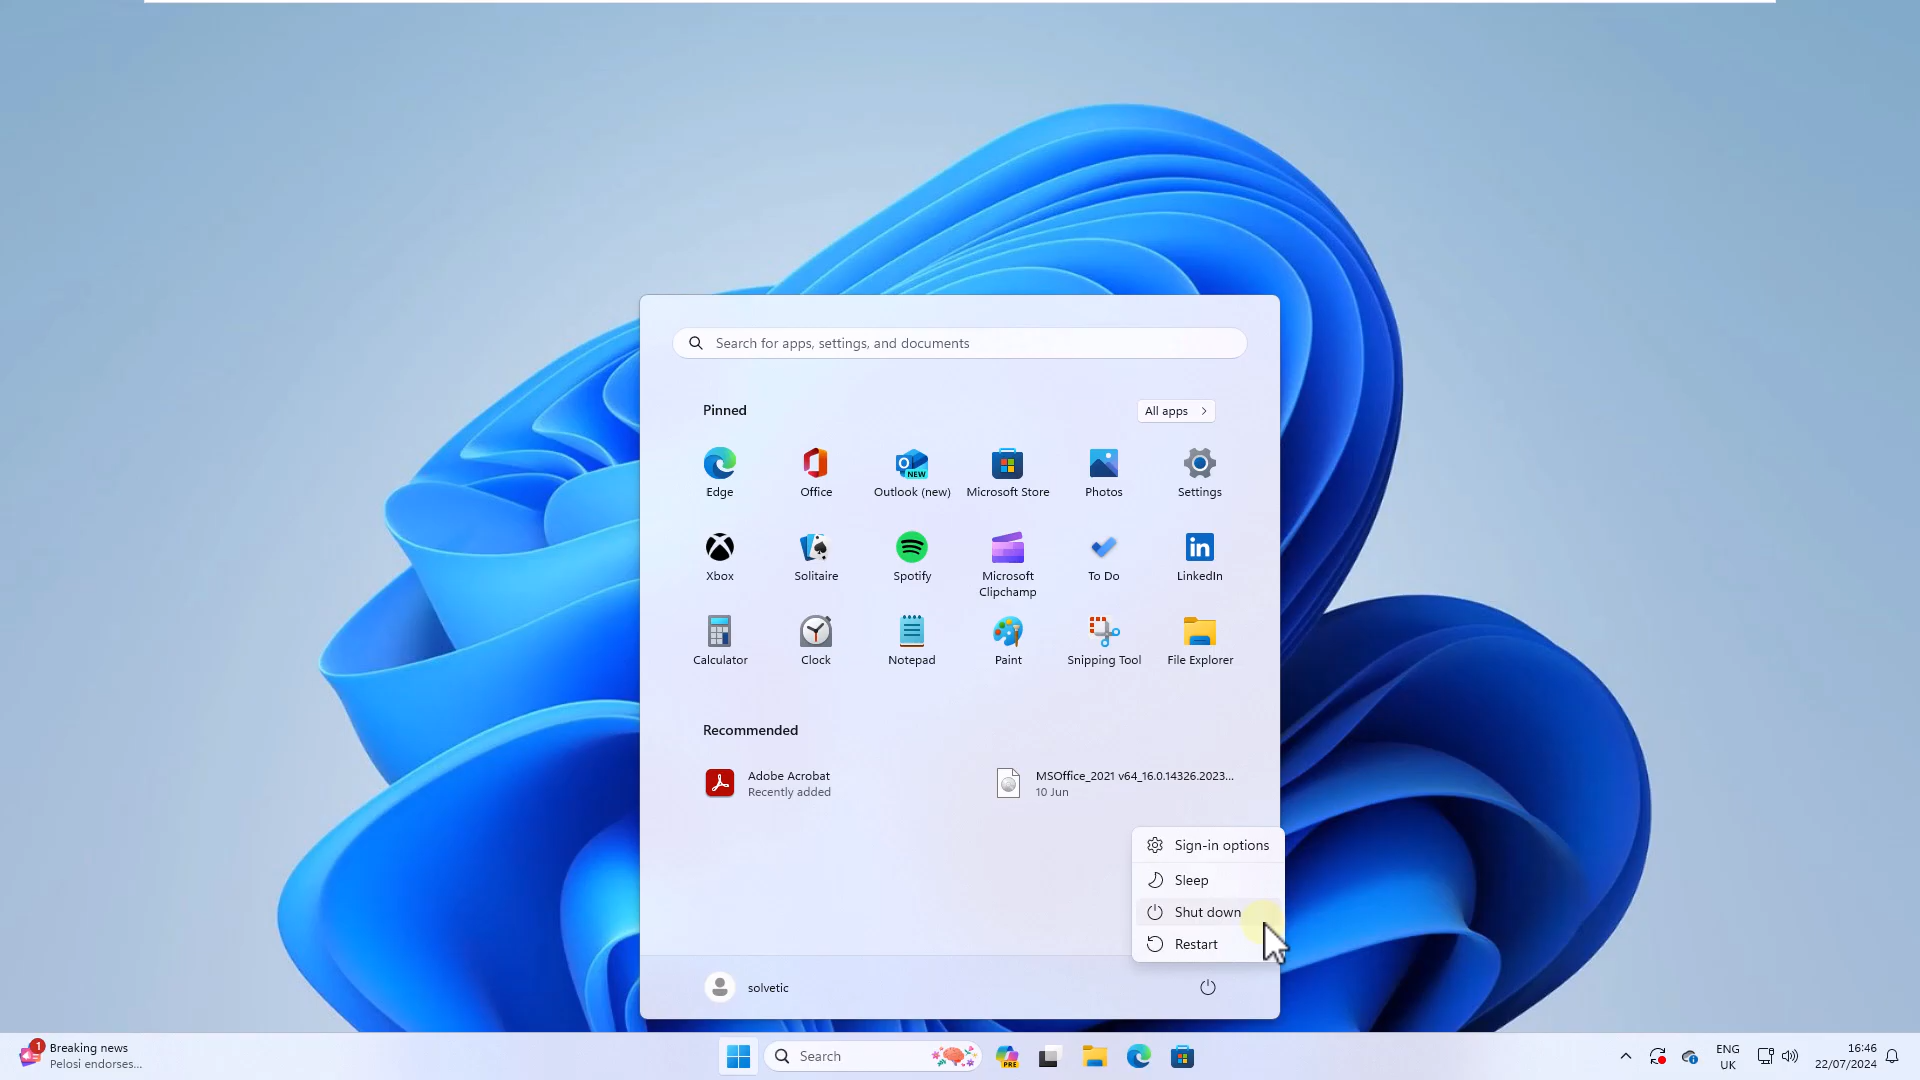 Search for apps, settings, and documents
Pinned
All apps
Edge
Office
Outlook (new)
Microsoft Store
Photos
Settings
Xbox
Solitaire
Spotify
Microsoft
Clipchamp
To Do
LinkedIn
Calculator
Clock
Notepad
Paint
Snipping Tool
File Explorer
Recommended
Adobe Acrobat
Recently added
MSOffice_2021 v64_16.0.14326.2023...
10 Jun
Sign-in options
Sleep
Shut down
Restart
solvetic
1
Breaking news
Pelosi endorses...
Search
PRE
ENG
UK
16:46
22/07/2024
NEW